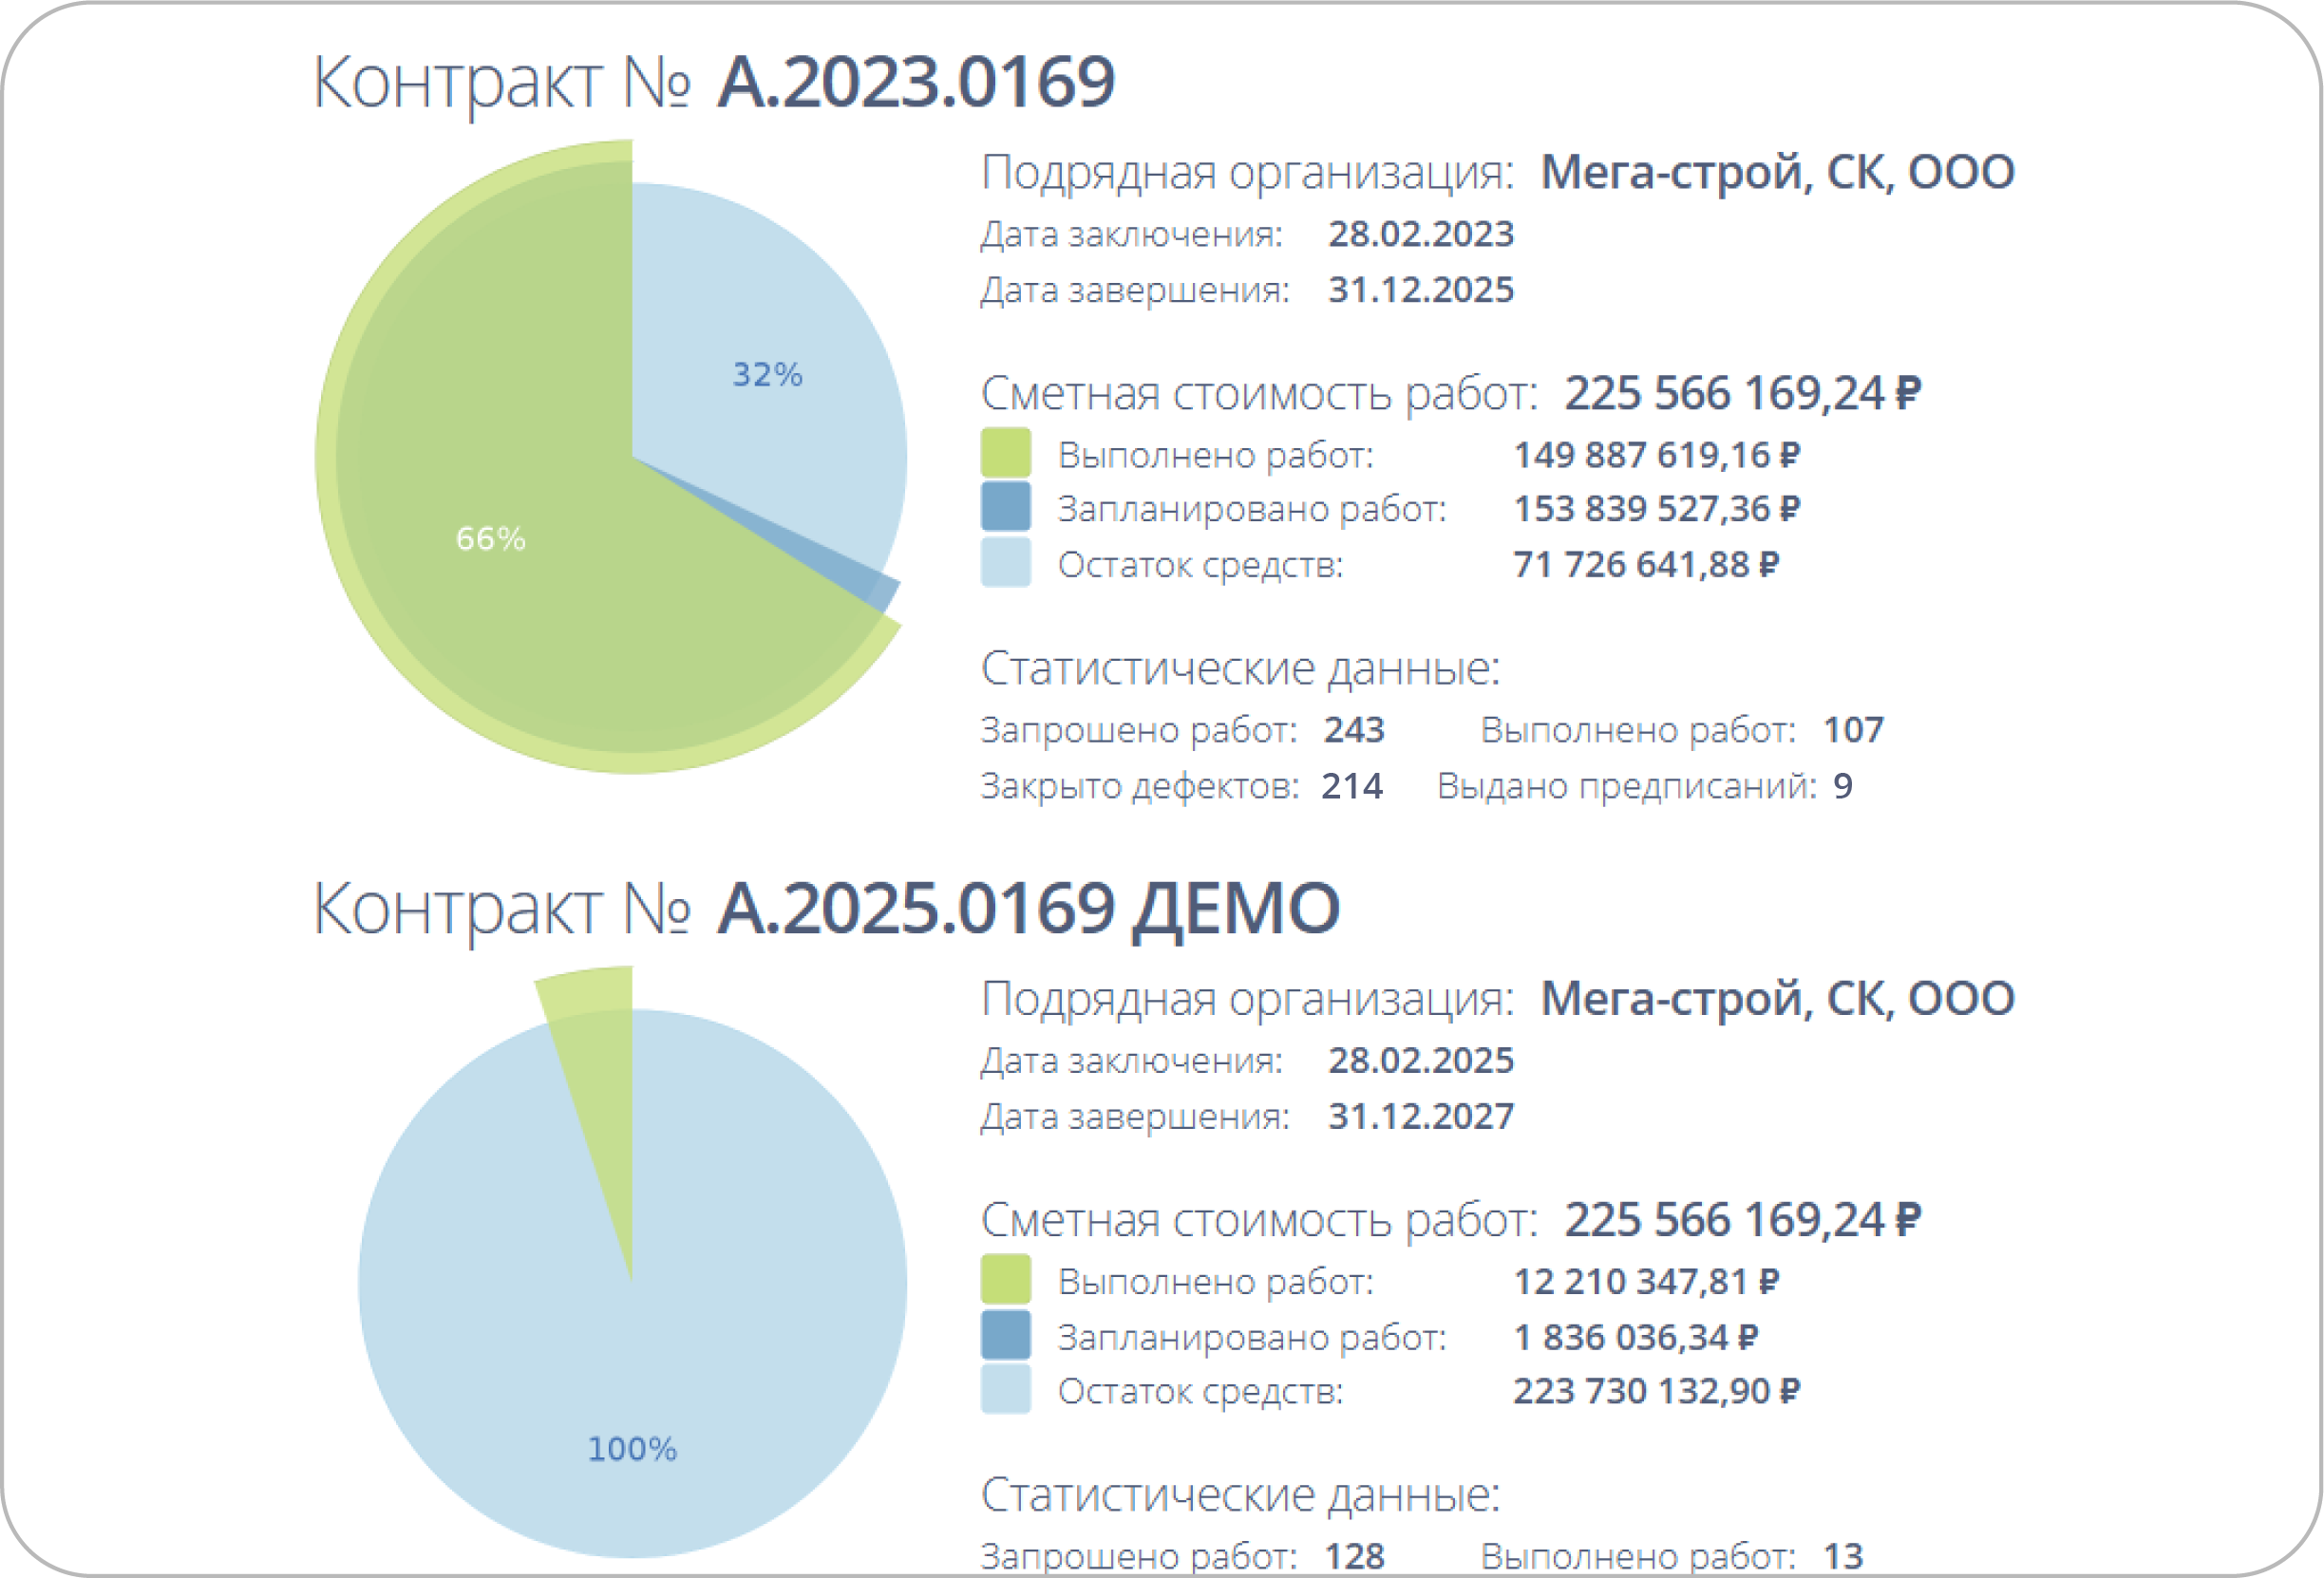 Контракт № А.2023.0169
32%
66%
Подрядная организация: Мега-строй, СК, ООО
Дата заключения: 28.02.2023
Дата завершения: 31.12.2025
Сметная стоимость работ: 225 566 169,24 ₽
Выполнено работ: 149 887 619,16 ₽
Запланировано работ: 153 839 527,36 ₽
Остаток средств: 71 726 641,88 ₽
Статистические данные:
Запрошено работ: 243 Выполнено работ: 107
Закрыто дефектов: 214 Выдано предписаний: 9
Контракт № А.2025.0169 ДЕМО
100%
Подрядная организация: Мега-строй, СК, ООО
Дата заключения: 28.02.2025
Дата завершения: 31.12.2027
Сметная стоимость работ: 225 566 169,24 ₽
Выполнено работ: 12 210 347,81 ₽
Запланировано работ: 1 836 036,34 ₽
Остаток средств: 223 730 132,90 ₽
Статистические данные:
Запрошено работ: 128 Выполнено работ: 13